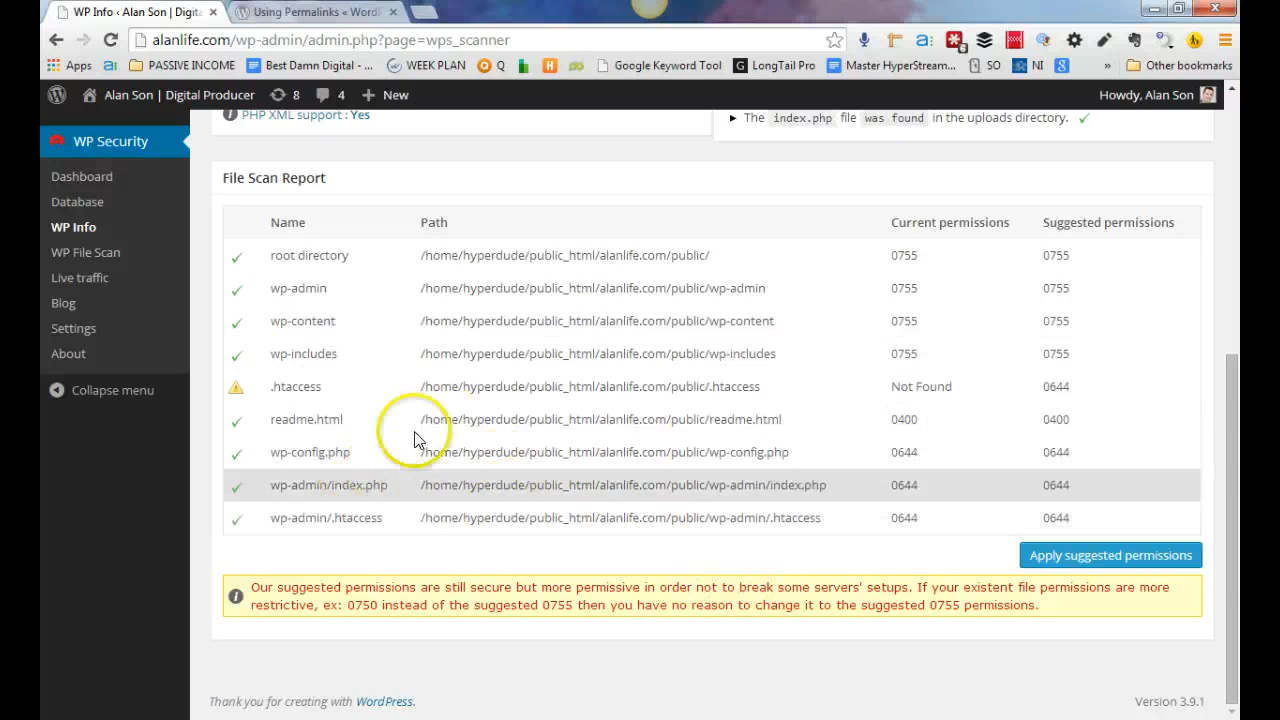 WP Info ‹ Alan Son | Digita
Using Permalinks « WordP
alanlife.com/wp-admin/admin.php?page=wps_scanner
6
Apps
PASSIVE INCOME
Best Damn Digital - ...
WEEK PLAN
Q
Google Keyword Tool
LongTail Pro
Master HyperStream...
SO
NI
»
Other bookmarks
Alan Son | Digital Producer
8
4
New
Howdy, Alan Son
PHP XML support : Yes
The index.php file was found in the uploads directory.
WP Security
Dashboard
Database
WP Info
WP File Scan
Live traffic
Blog
Settings
About
Collapse menu
File Scan Report
Name Path Current permissions Suggested permissions
root directory /home/hyperdude/public_html/alanlife.com/public/ 0755 0755
wp-admin /home/hyperdude/public_html/alanlife.com/public/wp-admin 0755 0755
wp-content /home/hyperdude/public_html/alanlife.com/public/wp-content 0755 0755
wp-includes /home/hyperdude/public_html/alanlife.com/public/wp-includes 0755 0755
.htaccess /home/hyperdude/public_html/alanlife.com/public/.htaccess Not Found 0644
readme.html /home/hyperdude/public_html/alanlife.com/public/readme.html 0400 0400
wp-config.php /home/hyperdude/public_html/alanlife.com/public/wp-config.php 0644 0644
wp-admin/index.php /home/hyperdude/public_html/alanlife.com/public/wp-admin/index.php 0644 0644
wp-admin/.htaccess /home/hyperdude/public_html/alanlife.com/public/wp-admin/.htaccess 0644 0644
Apply suggested permissions
Our suggested permissions are still secure but more permissive in order not to break some servers' setups. If your existent file permissions are more
restrictive, ex: 0750 instead of the suggested 0755 then you have no reason to change it to the suggested 0755 permissions.
Thank you for creating with WordPress.
Version 3.9.1